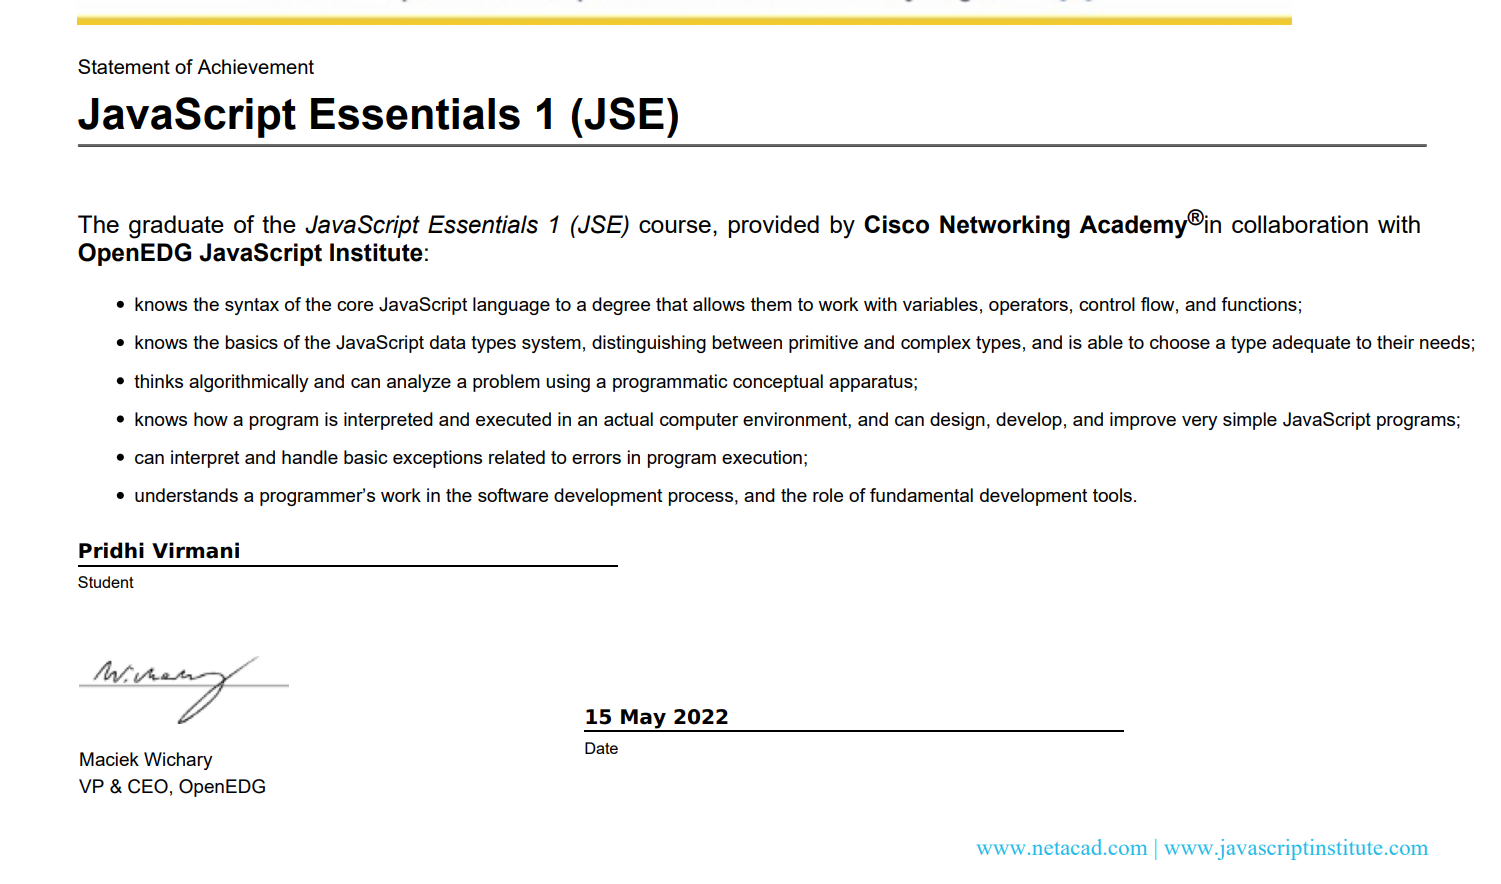 Statement of Achievement
JavaScript Essentials 1 (JSE)
The graduate of the JavaScript Essentials 1 (JSE) course, provided by Cisco Networking Academy®in collaboration with
OpenEDG JavaScript Institute:
• knows the syntax of the core JavaScript language to a degree that allows them to work with variables, operators, control flow, and functions;
• knows the basics of the JavaScript data types system, distinguishing between primitive and complex types, and is able to choose a type adequate to their needs;
• thinks algorithmically and can analyze a problem using a programmatic conceptual apparatus;
• knows how a program is interpreted and executed in an actual computer environment, and can design, develop, and improve very simple JavaScript programs;
• can interpret and handle basic exceptions related to errors in program execution;
• understands a programmer’s work in the software development process, and the role of fundamental development tools.
Pridhi Virmani
Student
W.chary
15 May 2022
Date
Maciek Wichary
VP & CEO, OpenEDG
www.netacad.com | www.javascriptinstitute.com